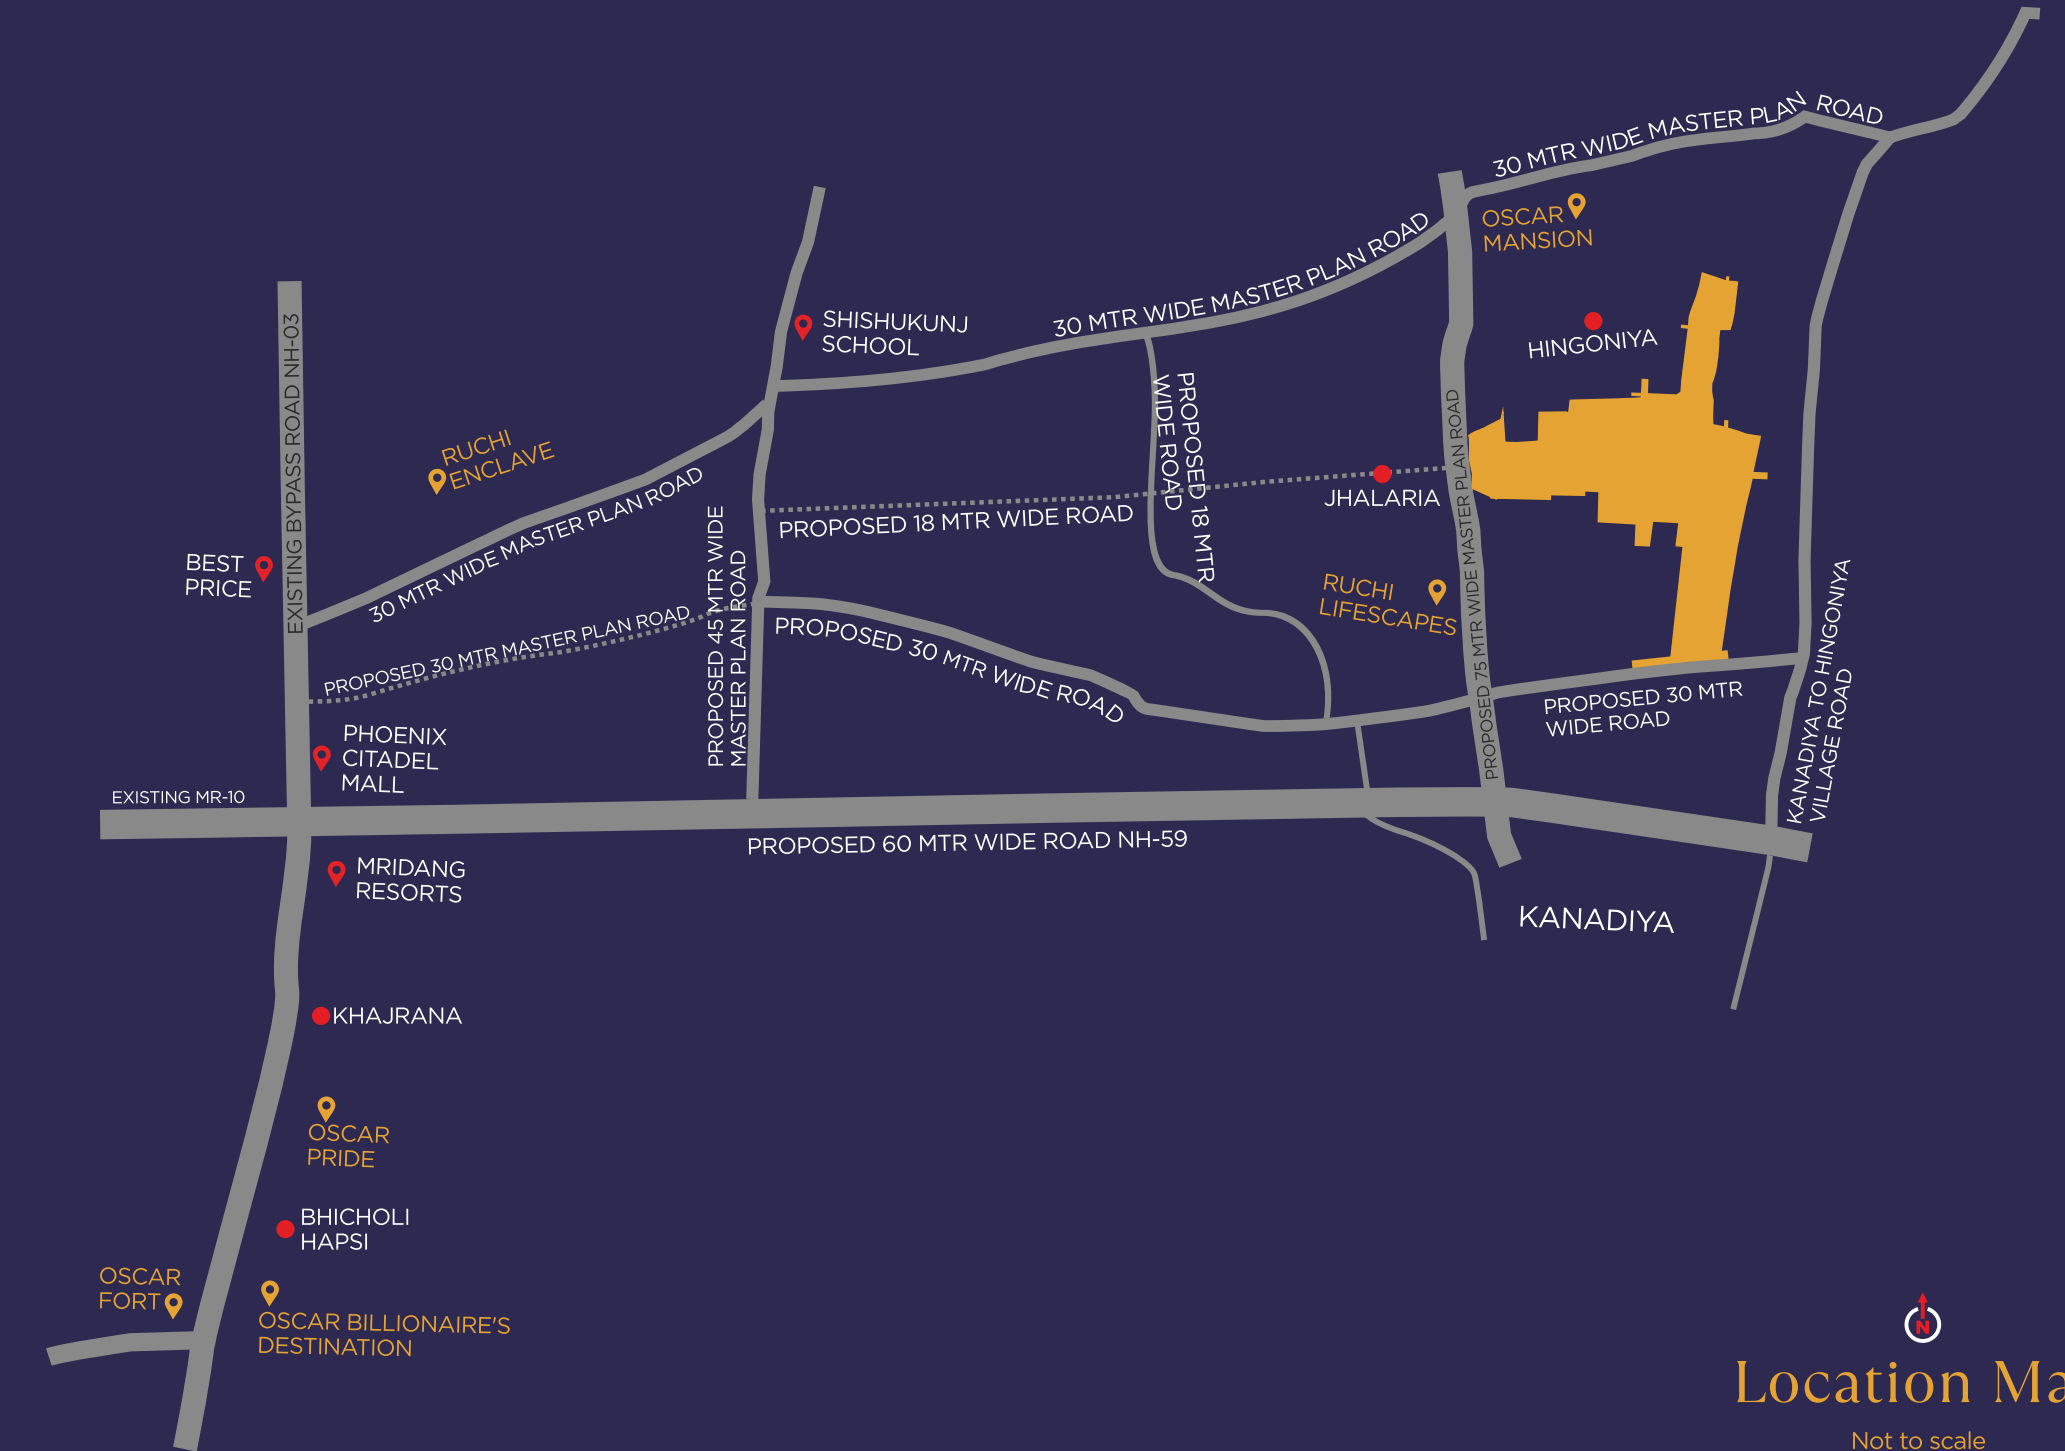 30 MTR WIDE MASTER PLAN ROAD
OSCAR
MANSION
30 MTR WIDE MASTER PLAN ROAD
SHISHUKUNJ
SCHOOL
HINGONIYA
EXISTING BYPASS ROAD NH-03
RUCHI
ENCLAVE
30 MTR WIDE MASTER PLAN ROAD
PROPOSED 18 MTR
WIDE ROAD
JHALARIA
PROPOSED 18 MTR WIDE ROAD
PROPOSED 75 MTR WIDE MASTER PLAN ROAD
BEST
PRICE
RUCHI
LIFESCAPES
PROPOSED 30 MTR MASTER PLAN ROAD
PROPOSED 45 MTR WIDE
MASTER PLAN ROAD
PROPOSED 30 MTR WIDE ROAD
PROPOSED 30 MTR
WIDE ROAD
KANADIYA TO HINGONIYA
VILLAGE ROAD
PHOENIX
CITADEL
MALL
EXISTING MR-10
PROPOSED 60 MTR WIDE ROAD NH-59
MRIDANG
RESORTS
KANADIYA
KHAJRANA
OSCAR
PRIDE
BHICHOLI
HAPSI
OSCAR
FORT
OSCAR BILLIONAIRE'S
DESTINATION
N
Location Ma
Not to scale